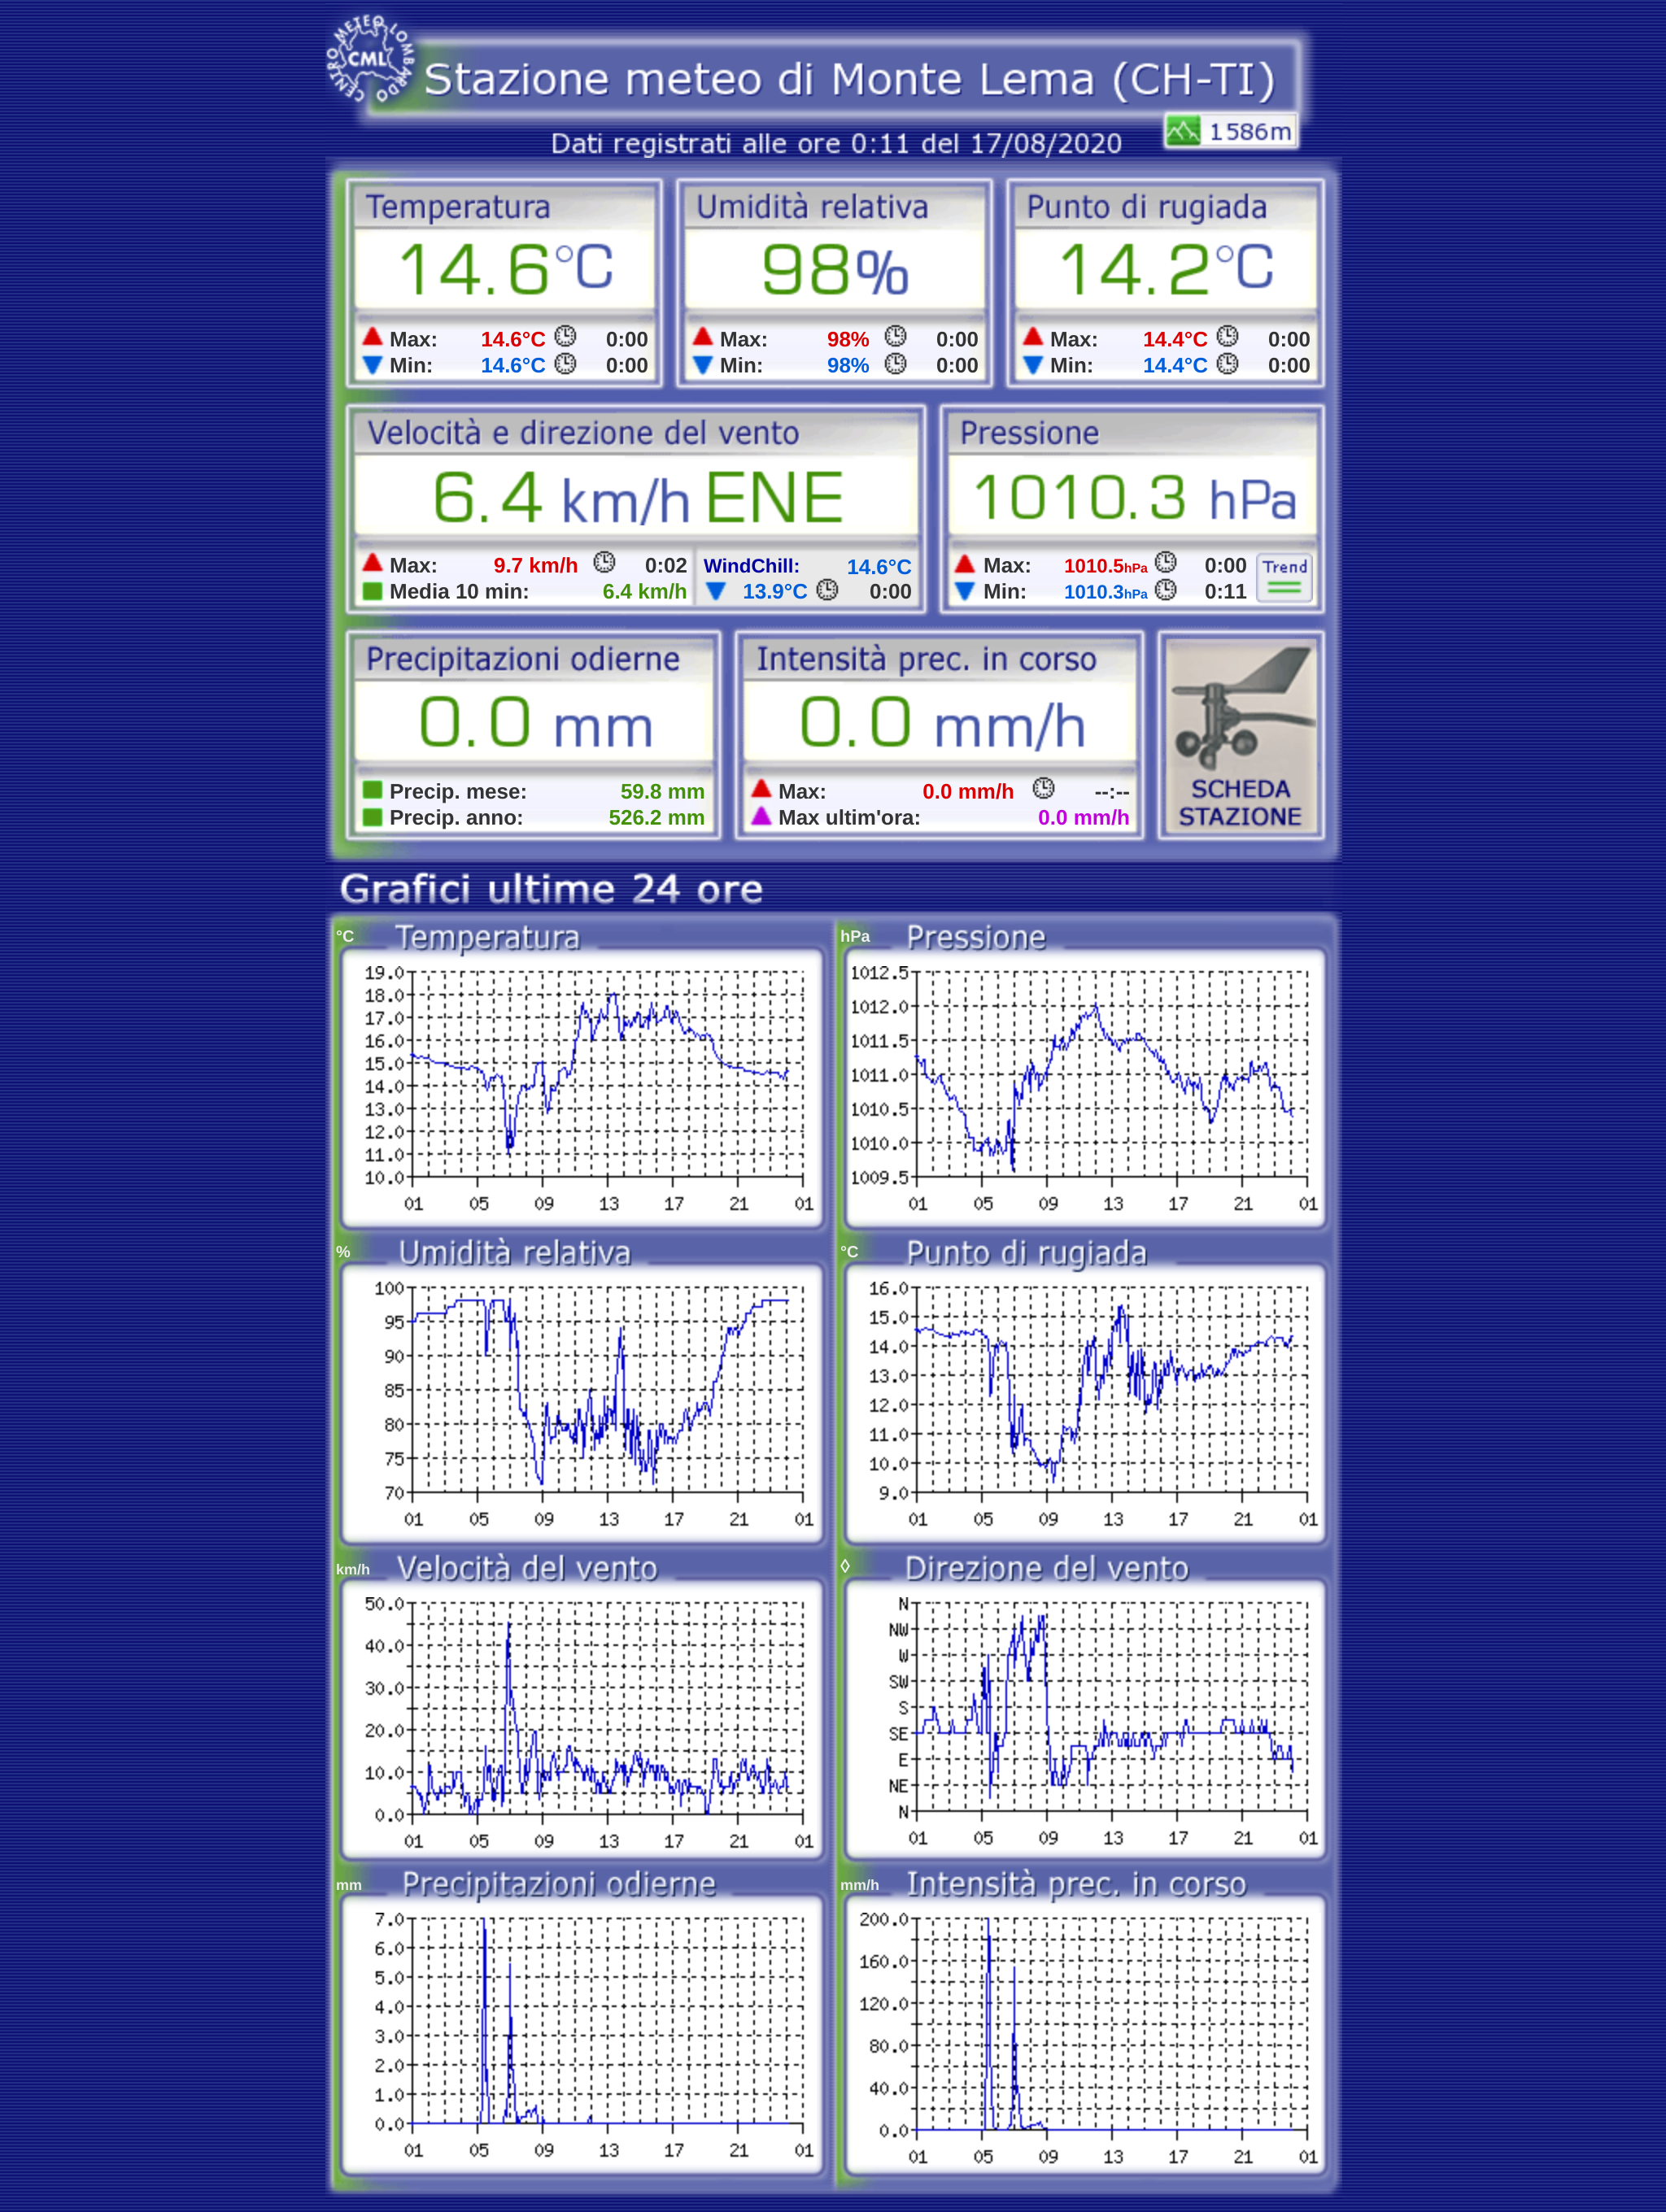 CENTRO METEO LOMBARDO
CML
Stazione meteo di Monte Lema (CH-TI)
1586m
Dati registrati alle ore 0:11 del 17/08/2020
Temperatura Umidità relativa Punto di rugiada
14.6°C 98% 14.2°C
Max: 14.6°C 0:00 Max: 98% 0:00 Max: 14.4°C 0:00
Min: 14.6°C 0:00 Min: 98% 0:00 Min: 14.4°C 0:00
Velocità e direzione del vento Pressione
6.4 km/h ENE 1010.3 hPa
Max: 9.7 km/h 0:02 WindChill: 14.6°C Max: 1010.5hPa 0:00 Trend
Media 10 min: 6.4 km/h 13.9°C 0:00 Min: 1010.3hPa 0:11
Precipitazioni odierne Intensità prec. in corso
0.0 mm 0.0 mm/h
Precip. mese: 59.8 mm Max: 0.0 mm/h --:-- SCHEDA
Precip. anno: 526.2 mm Max ultim'ora: 0.0 mm/h STAZIONE
Grafici ultime 24 ore
°C Temperatura
19.0
18.0
17.0
16.0
15.0
14.0
13.0
12.0
11.0
10.0
01 05 09 13 17 21 01
hPa Pressione
1012.5
1012.0
1011.5
1011.0
1010.5
1010.0
1009.5
01 05 09 13 17 21 01
% Umidità relativa
100
95
90
85
80
75
70
01 05 09 13 17 21 01
°C Punto di rugiada
16.0
15.0
14.0
13.0
12.0
11.0
10.0
9.0
01 05 09 13 17 21 01
km/h Velocità del vento
50.0
40.0
30.0
20.0
10.0
0.0
01 05 09 13 17 21 01
◊ Direzione del vento
N
NW
W
SW
S
SE
E
NE
N
01 05 09 13 17 21 01
mm Precipitazioni odierne
7.0
6.0
5.0
4.0
3.0
2.0
1.0
0.0
01 05 09 13 17 21 01
mm/h Intensità prec. in corso
200.0
160.0
120.0
80.0
40.0
0.0
01 05 09 13 17 21 01